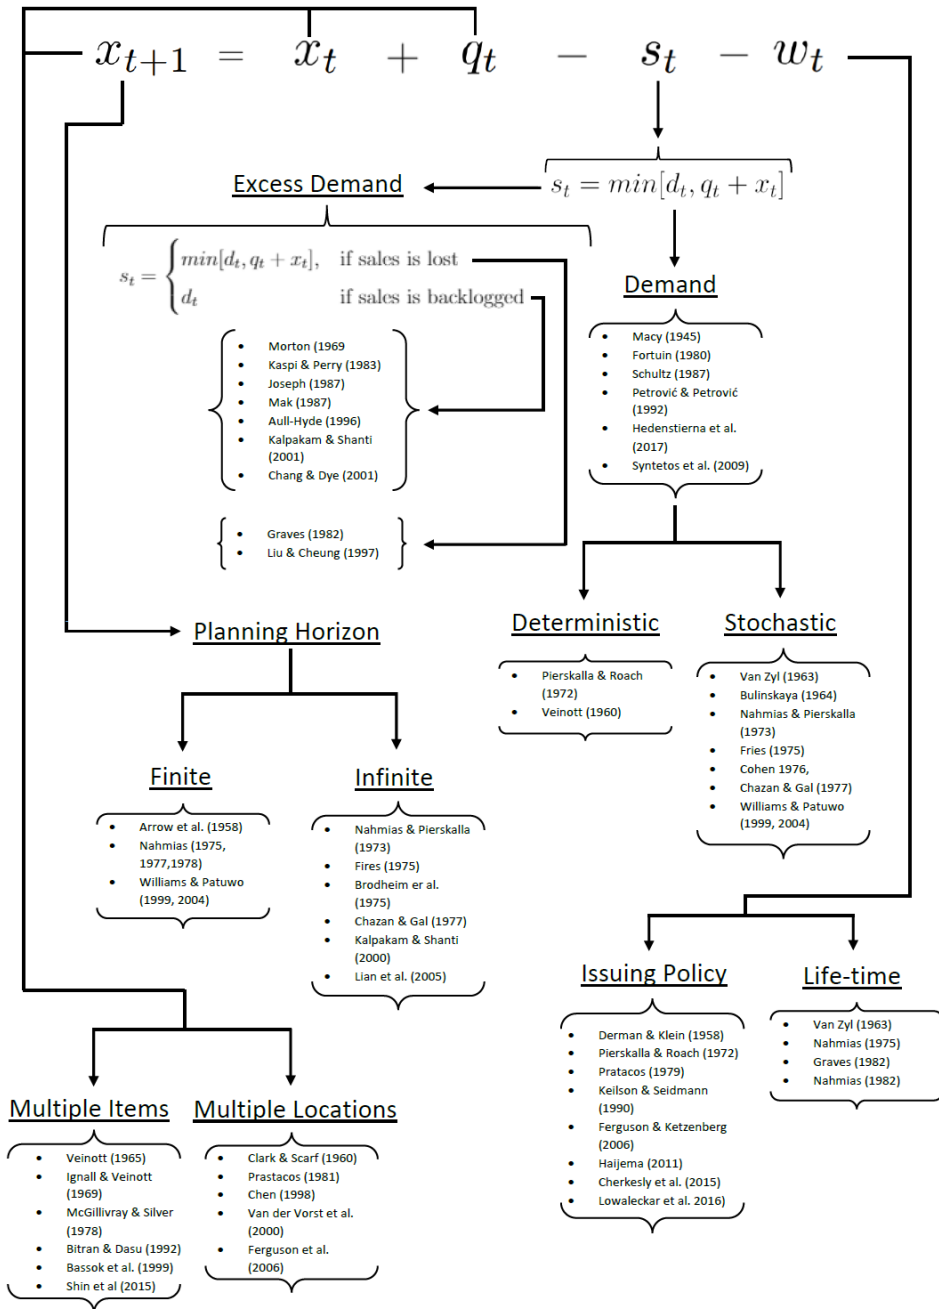 x_{t+1} = x_t + q_t − s_t − w_t
s_t = min[d_t, q_t + x_t]
Excess Demand
s_t = { min[d_t, q_t + x_t], if sales is lost
d_t if sales is backlogged
• Morton (1969
• Kaspi & Perry (1983)
• Joseph (1987)
• Mak (1987)
• Aull-Hyde (1996)
• Kalpakam & Shanti
(2001)
• Chang & Dye (2001)
• Graves (1982)
• Liu & Cheung (1997)
Demand
• Macy (1945)
• Fortuin (1980)
• Schultz (1987)
• Petrović & Petrović
(1992)
• Hedenstierna et al.
(2017)
• Syntetos et al. (2009)
Deterministic
• Pierskalla & Roach
(1972)
• Veinott (1960)
Stochastic
• Van Zyl (1963)
• Bulinskaya (1964)
• Nahmias & Pierskalla
(1973)
• Fries (1975)
• Cohen 1976,
• Chazan & Gal (1977)
• Williams & Patuwo
(1999, 2004)
Planning Horizon
Finite
• Arrow et al. (1958)
• Nahmias (1975,
1977,1978)
• Williams & Patuwo
(1999, 2004)
Infinite
• Nahmias & Pierskalla
(1973)
• Fires (1975)
• Brodheim er al.
(1975)
• Chazan & Gal (1977)
• Kalpakam & Shanti
(2000)
• Lian et al. (2005)
Issuing Policy
• Derman & Klein (1958)
• Pierskalla & Roach (1972)
• Pratacos (1979)
• Keilson & Seidmann
(1990)
• Ferguson & Ketzenberg
(2006)
• Haijema (2011)
• Cherkesly et al. (2015)
• Lowaleckar et al. 2016)
Life-time
• Van Zyl (1963)
• Nahmias (1975)
• Graves (1982)
• Nahmias (1982)
Multiple Items
• Veinott (1965)
• Ignall & Veinott
(1969)
• McGillivray & Silver
(1978)
• Bitran & Dasu (1992)
• Bassok et al. (1999)
• Shin et al (2015)
Multiple Locations
• Clark & Scarf (1960)
• Prastacos (1981)
• Chen (1998)
• Van der Vorst et al.
(2000)
• Ferguson et al.
(2006)